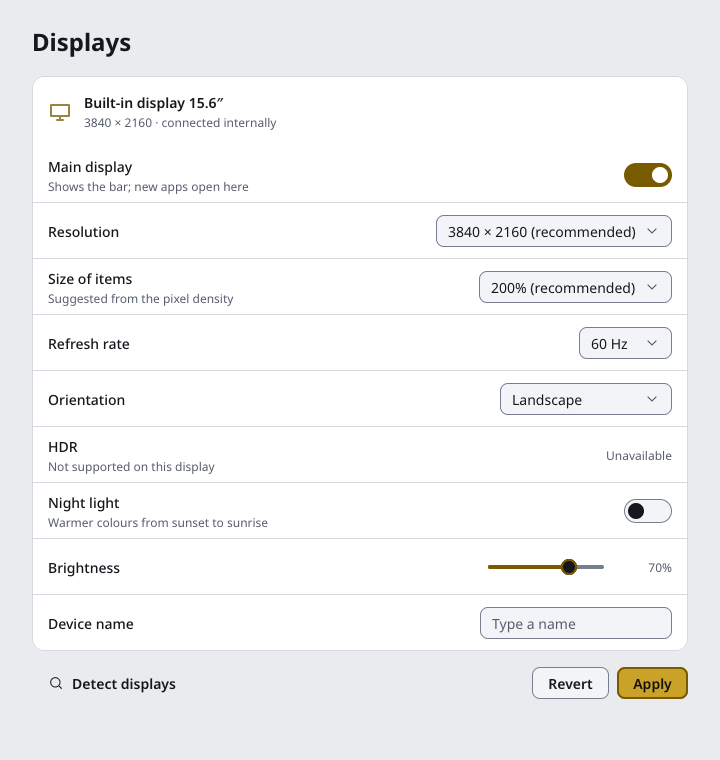 Displays
Built-in display 15.6″
3840 × 2160 · connected internally
Main display
Shows the bar; new apps open here
Resolution
3840 × 2160 (recommended)
Size of items
Suggested from the pixel density
200% (recommended)
Refresh rate
60 Hz
Orientation
Landscape
HDR
Not supported on this display
Unavailable
Night light
Warmer colours from sunset to sunrise
Brightness
70%
Device name
Type a name
Detect displays
Revert
Apply